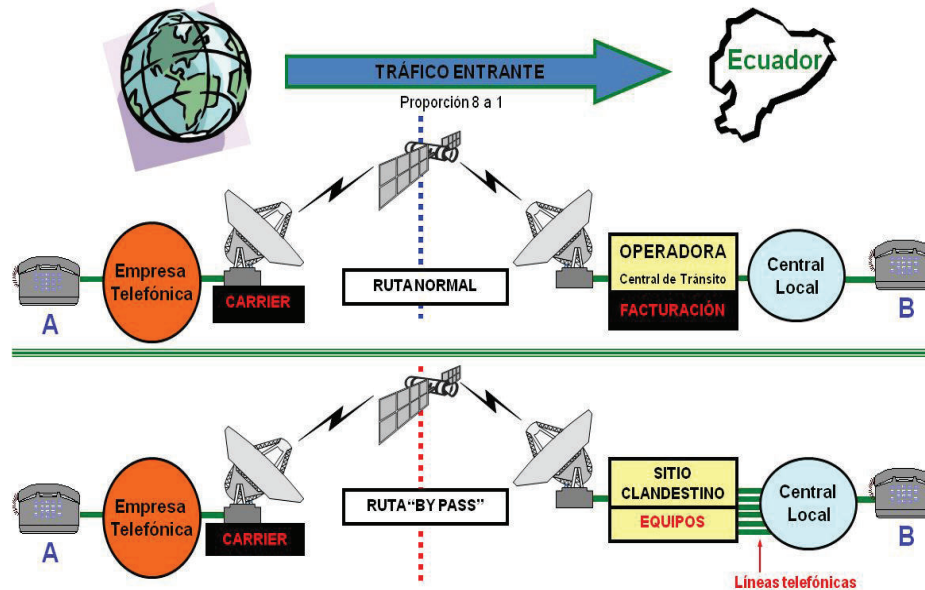 TRÁFICO ENTRANTE
Ecuador
Proporción 8 a 1
Empresa
Telefónica
CARRIER
RUTA NORMAL
OPERADORA
Central de Tránsito
FACTURACIÓN
Central
Local
A
B
Empresa
Telefónica
CARRIER
RUTA “BY PASS”
SITIO
CLANDESTINO
EQUIPOS
Central
Local
A
B
Líneas telefónicas